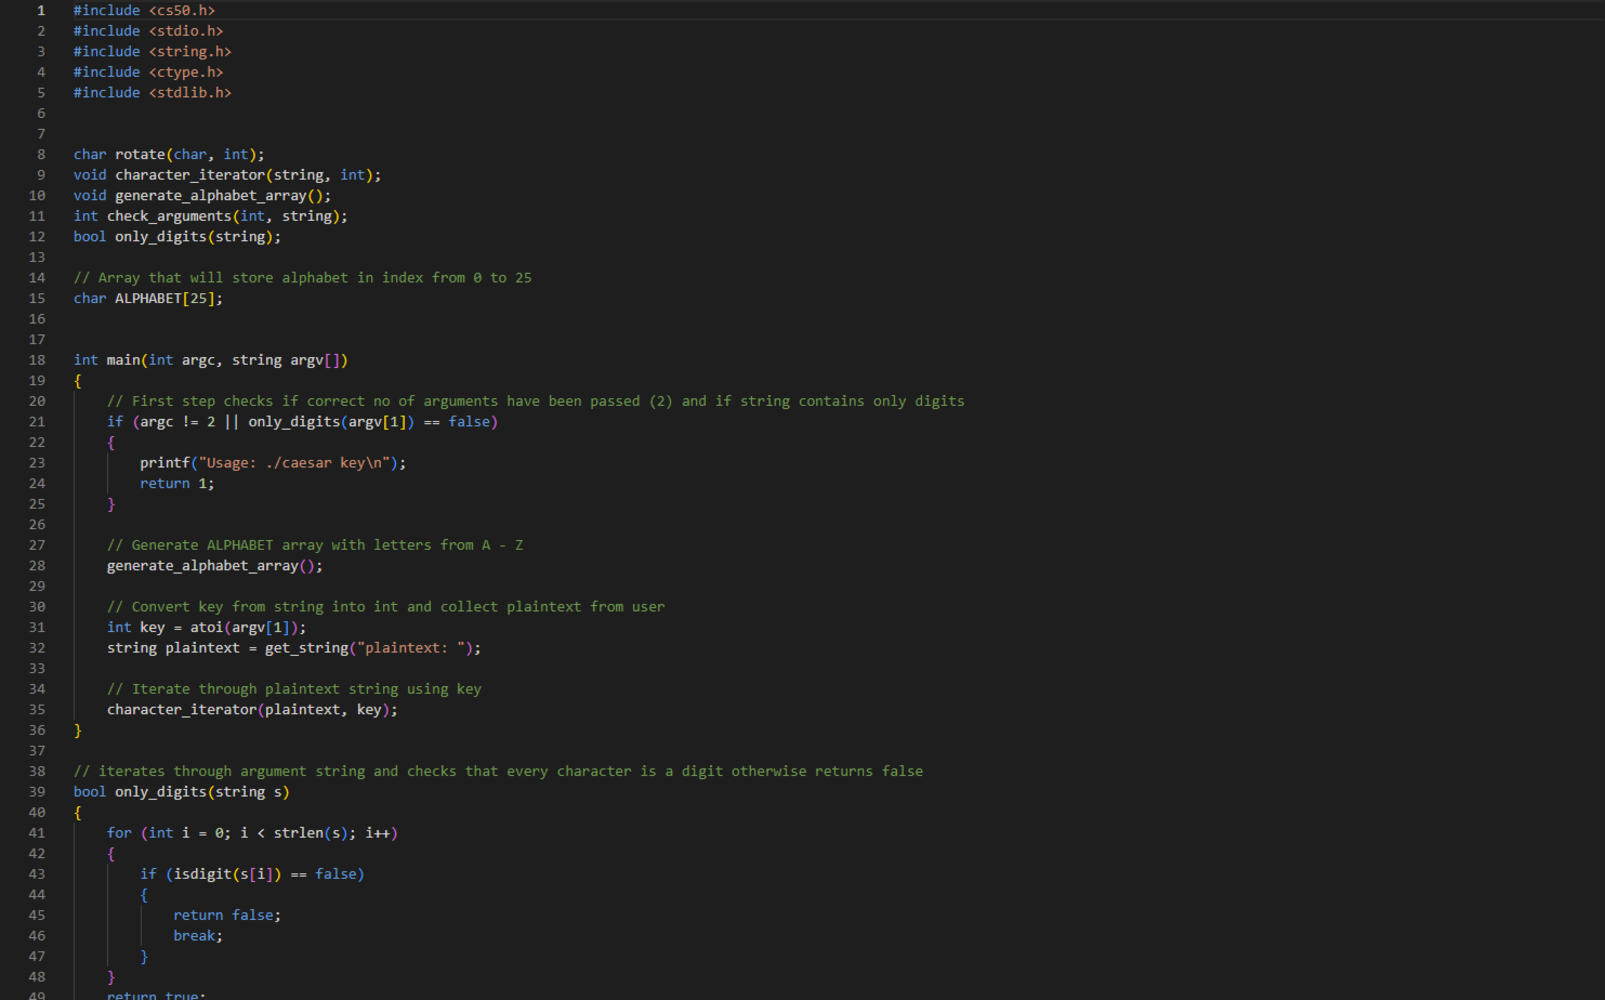 1 #include <cs50.h>
2 #include <stdio.h>
3 #include <string.h>
4 #include <ctype.h>
5 #include <stdlib.h>
6
7
8 char rotate(char, int);
9 void character_iterator(string, int);
10 void generate_alphabet_array();
11 int check_arguments(int, string);
12 bool only_digits(string);
13
14 // Array that will store alphabet in index from 0 to 25
15 char ALPHABET[25];
16
17
18 int main(int argc, string argv[])
19 {
20     // First step checks if correct no of arguments have been passed (2) and if string contains only digits
21     if (argc != 2 || only_digits(argv[1]) == false)
22     {
23         printf("Usage: ./caesar key\n");
24         return 1;
25     }
26
27     // Generate ALPHABET array with letters from A - Z
28     generate_alphabet_array();
29
30     // Convert key from string into int and collect plaintext from user
31     int key = atoi(argv[1]);
32     string plaintext = get_string("plaintext: ");
33
34     // Iterate through plaintext string using key
35     character_iterator(plaintext, key);
36 }
37
38 // iterates through argument string and checks that every character is a digit otherwise returns false
39 bool only_digits(string s)
40 {
41     for (int i = 0; i < strlen(s); i++)
42     {
43         if (isdigit(s[i]) == false)
44         {
45             return false;
46             break;
47         }
48     }
49     return true;